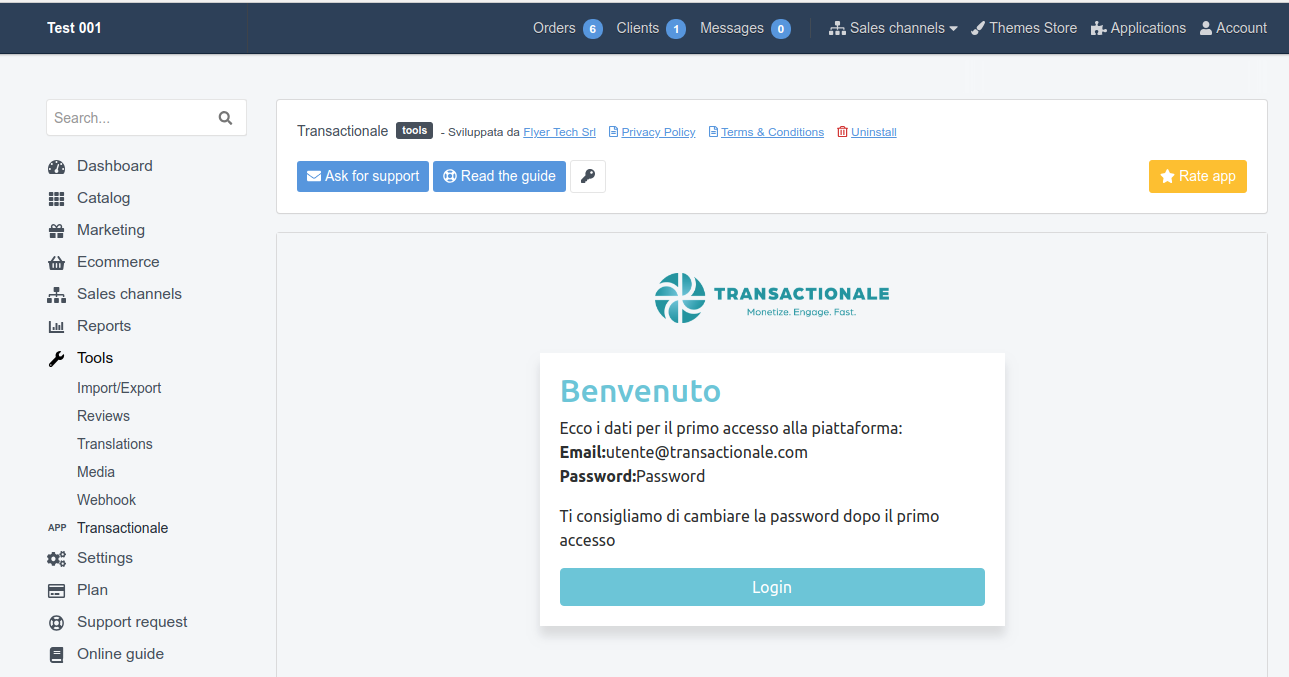 Test 001
Orders 6 Clients 1 Messages 0 Sales channels Themes Store Applications Account
Search...
Dashboard
Catalog
Marketing
Ecommerce
Sales channels
Reports
Tools
Import/Export
Reviews
Translations
Media
Webhook
APP Transactionale
Settings
Plan
Support request
Online guide
Transactionale tools - Sviluppata da Flyer Tech Srl Privacy Policy Terms & Conditions Uninstall
Ask for support Read the guide Rate app
TRANSACTIONALE
Monetize. Engage. Fast.
Benvenuto
Ecco i dati per il primo accesso alla piattaforma:
Email:utente@transactionale.com
Password:Password
Ti consigliamo di cambiare la password dopo il primo
accesso
Login